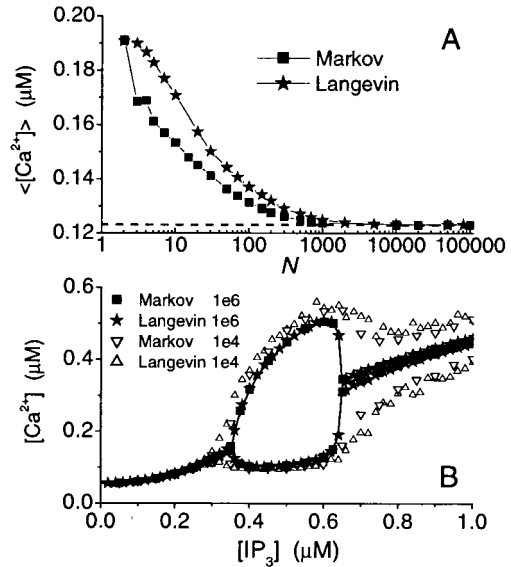 A
0.20
0.18
0.16
0.14
0.12
<[Ca²⁺]> (μM)
Markov
Langevin
1 10 100 1000 10000 100000
N
B
0.6
0.4
0.2
0.0
[Ca²⁺] (μM)
Markov 1e6
Langevin 1e6
Markov 1e4
Langevin 1e4
0.0 0.2 0.4 0.6 0.8 1.0
[IP₃] (μM)